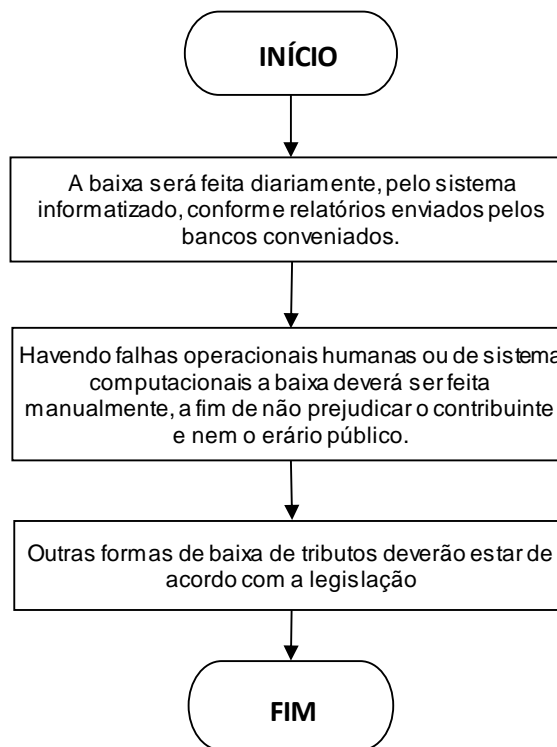 INÍCIO
A baixa será feita diariamente, pelo sistema
informatizado, conforme relatórios enviados pelos
bancos conveniados.
Havendo falhas operacionais humanas ou de sistema
computacionais a baixa deverá ser feita
manualmente, a fim de não prejudicar o contribuinte
e nem o erário público.
Outras formas de baixa de tributos deverão estar de
acordo com a legislação
FIM